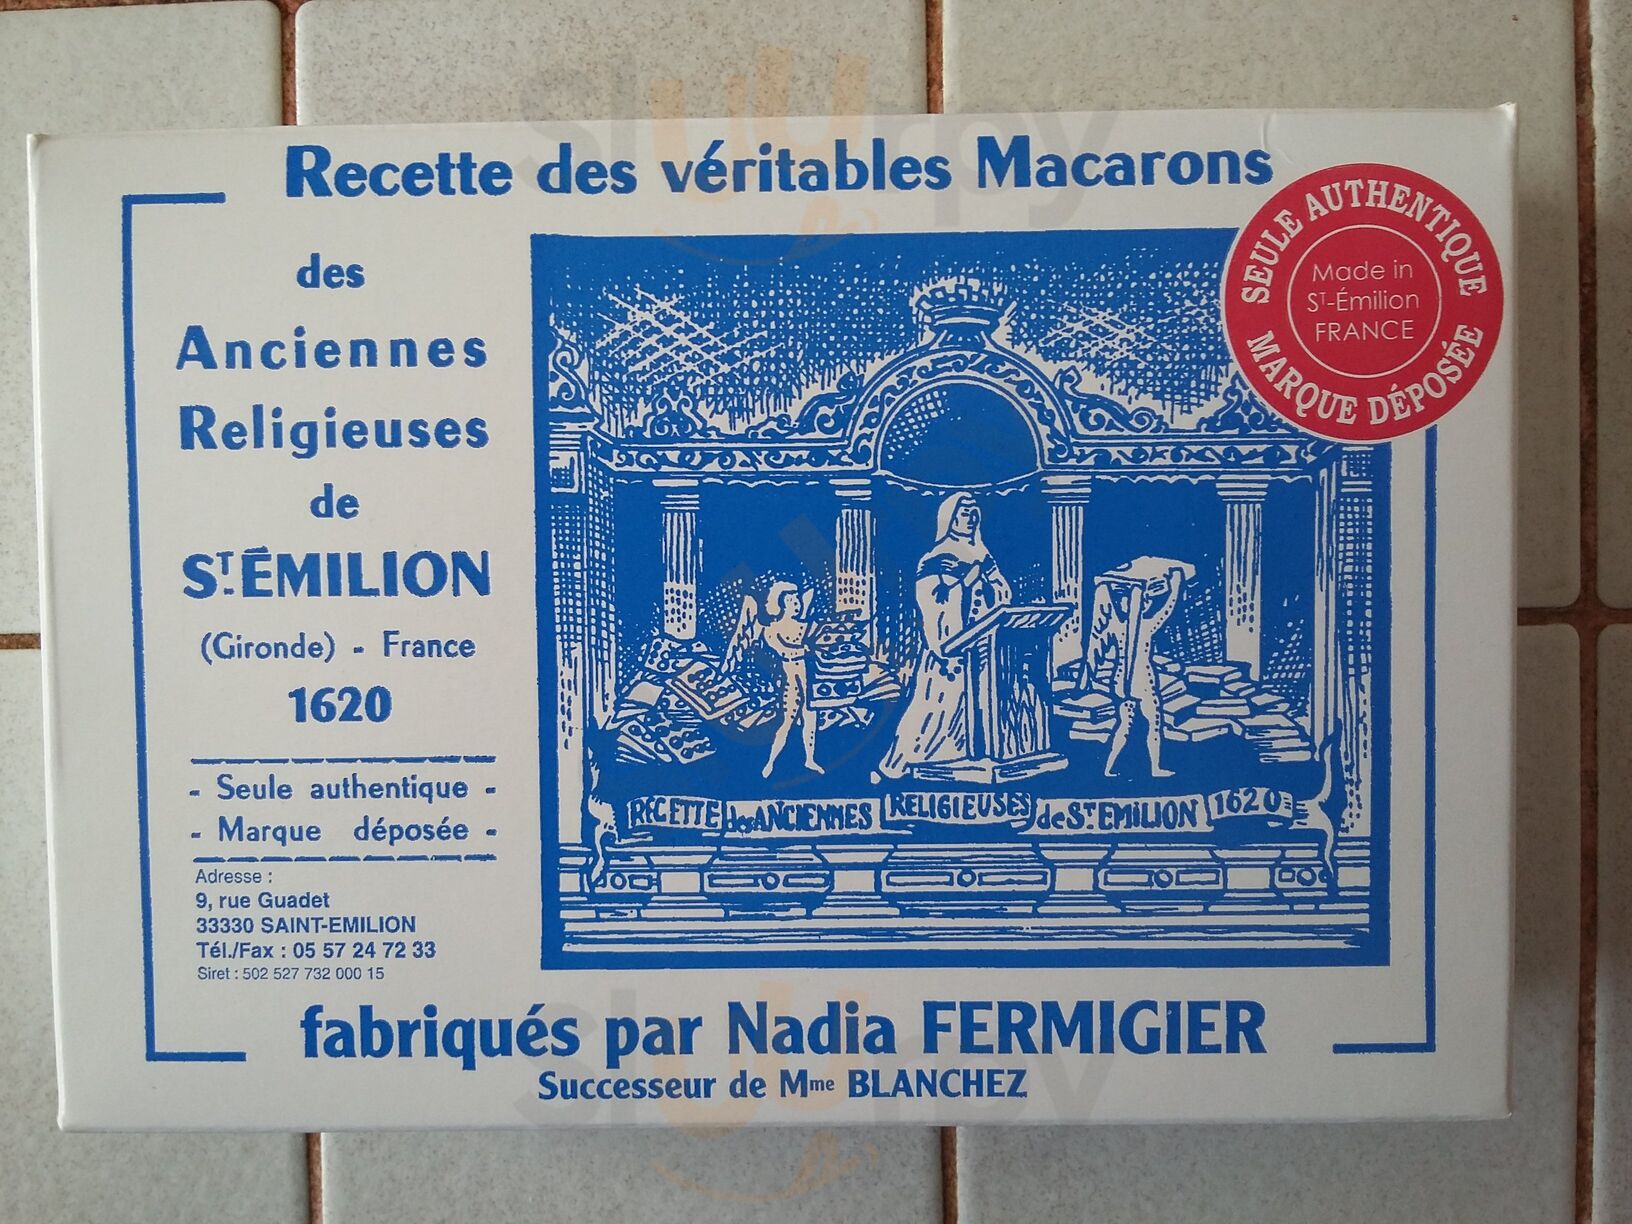 Recette des véritables Macarons
des
Anciennes
Religieuses
de
ST.ÉMILION
(Gironde) - France
1620
- Seule authentique -
- Marque déposée -
Adresse :
9, rue Guadet
33330 SAINT-EMILION
Tél./Fax : 05 57 24 72 33
Siret : 502 527 732 000 15
SEULE AUTHENTIQUE
Made in
ST-Émilion
FRANCE
MARQUE DÉPOSÉE
RECETTE des ANCIENNES RELIGIEUSES de ST EMILION 1620
fabriqués par Nadia FERMIGIER
Successeur de Mme BLANCHEZ
sluurpy
sluurpy